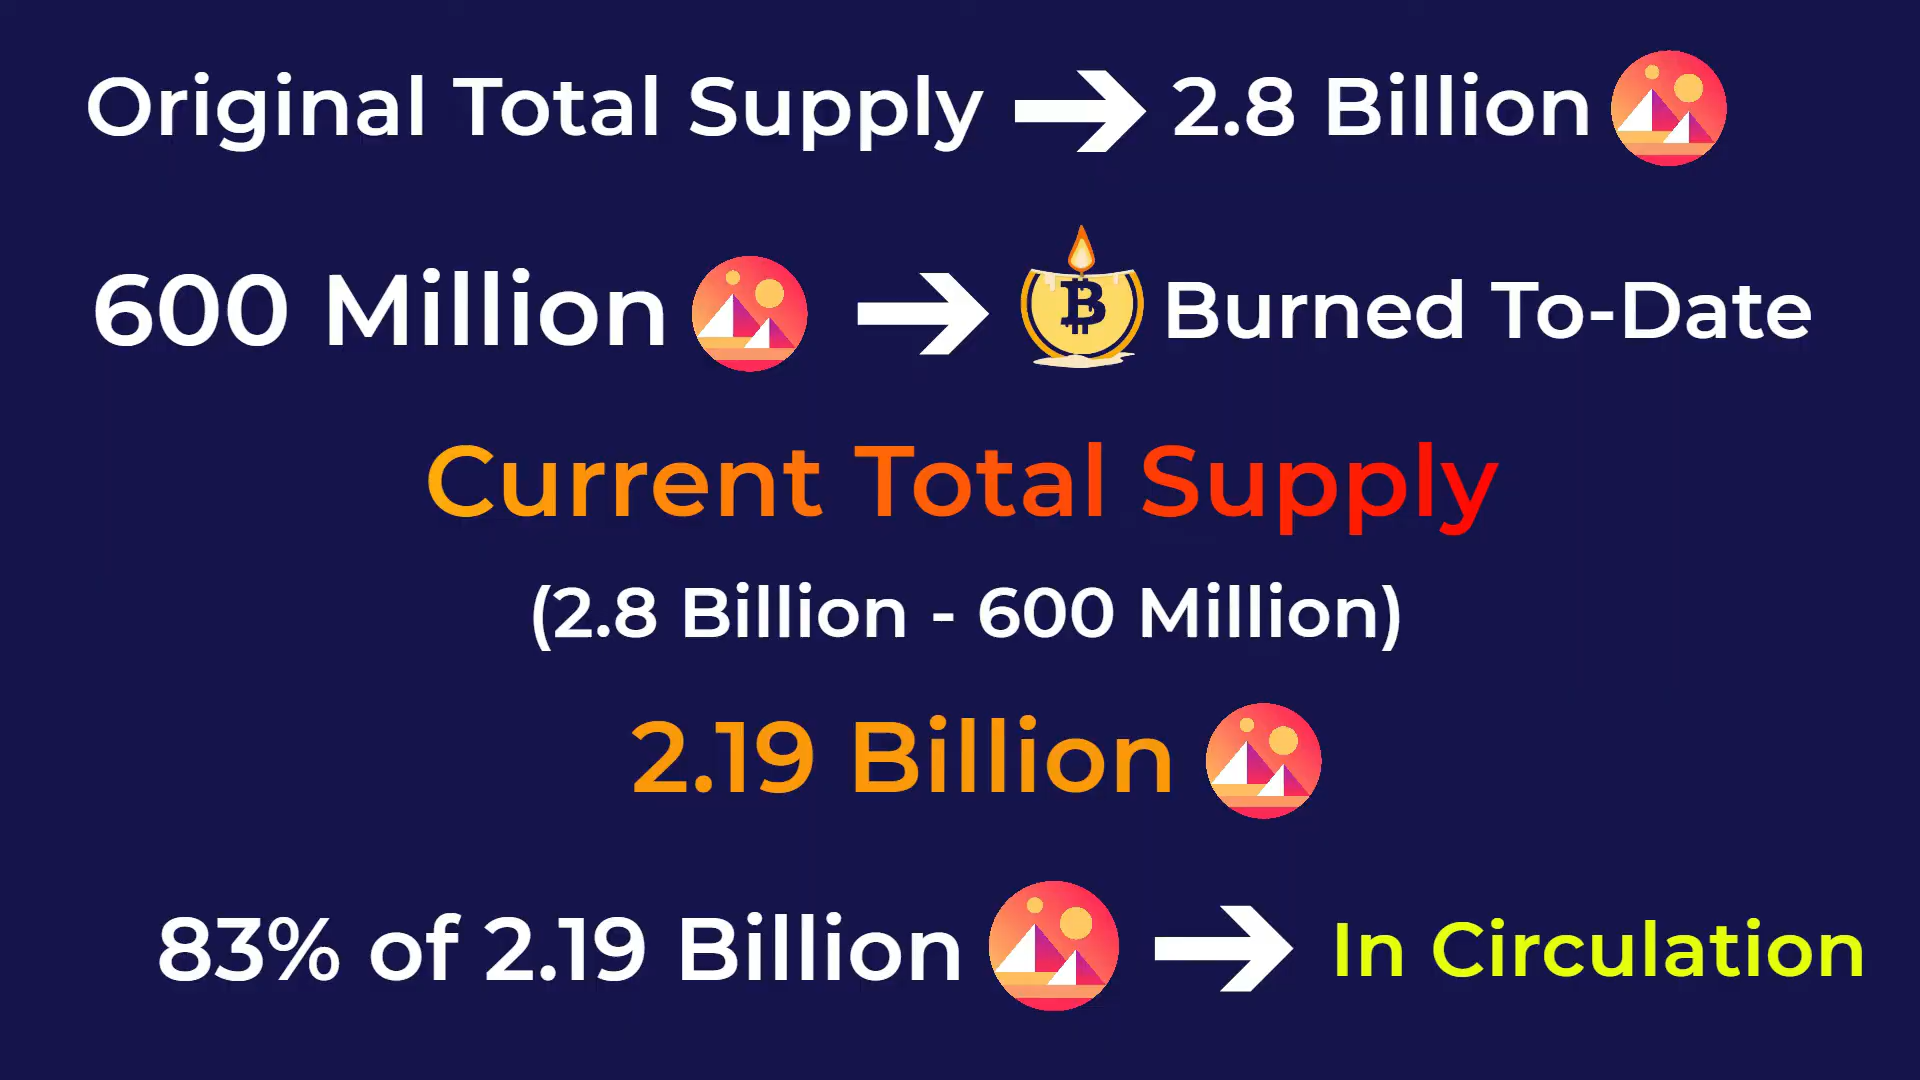 Original Total Supply → 2.8 Billion
600 Million → B Burned To-Date
Current Total Supply
(2.8 Billion - 600 Million)
2.19 Billion
83% of 2.19 Billion → In Circulation